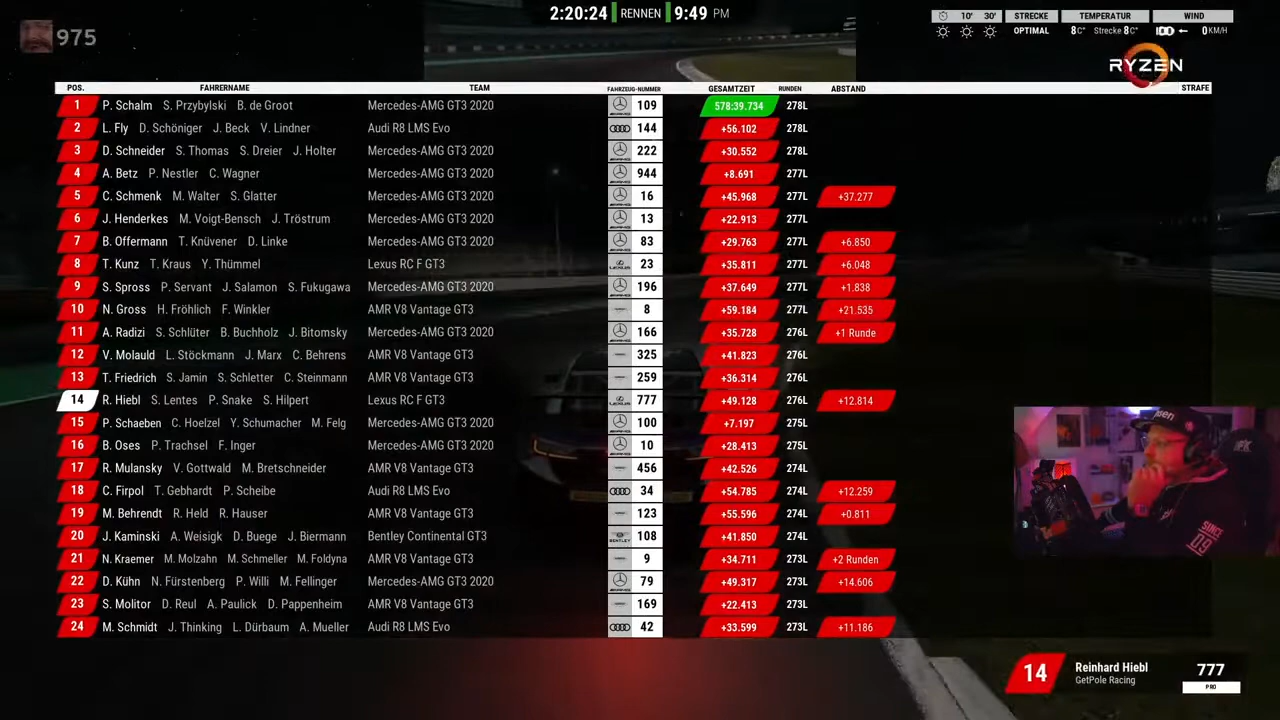 2:20:24 RENNEN 9:49 PM
975
10' 30' STRECKE TEMPERATUR WIND
OPTIMAL 8C° Strecke 8C° 0KM/H
RYZEN
POS. FAHRERNAME TEAM FAHRZEUG-NUMMER GESAMTZEIT RUNDEN ABSTAND STRAFE
1 P. Schalm S. Przybylski B. de Groot Mercedes-AMG GT3 2020 109 578:39.734 278L
2 L. Fly D. Schöniger J. Beck V. Lindner Audi R8 LMS Evo 144 +56.102 278L
3 D. Schneider S. Thomas S. Dreier J. Holter Mercedes-AMG GT3 2020 222 +30.552 278L
4 A. Betz P. Nestler C. Wagner Mercedes-AMG GT3 2020 944 +8.691 277L
5 C. Schmenk M. Walter S. Glatter Mercedes-AMG GT3 2020 16 +45.968 277L +37.277
6 J. Henderkes M. Voigt-Bensch J. Tröstrum Mercedes-AMG GT3 2020 13 +22.913 277L
7 B. Offermann T. Knüvener D. Linke Mercedes-AMG GT3 2020 83 +29.763 277L +6.850
8 T. Kunz T. Kraus Y. Thümmel Lexus RC F GT3 23 +35.811 277L +6.048
9 S. Spross P. Servant J. Salamon S. Fukugawa Mercedes-AMG GT3 2020 196 +37.649 277L +1.838
10 N. Gross H. Fröhlich F. Winkler AMR V8 Vantage GT3 8 +59.184 277L +21.535
11 A. Radizi S. Schlüter B. Buchholz J. Bitomsky Mercedes-AMG GT3 2020 166 +35.728 276L +1 Runde
12 V. Molauld L. Stöckmann J. Marx C. Behrens AMR V8 Vantage GT3 325 +41.823 276L
13 T. Friedrich S. Jamin S. Schletter C. Steinmann AMR V8 Vantage GT3 259 +36.314 276L
14 R. Hiebl S. Lentes P. Snake S. Hilpert Lexus RC F GT3 777 +49.128 276L +12.814
15 P. Schaeben C. Hoelzel Y. Schumacher M. Felg Mercedes-AMG GT3 2020 100 +7.197 275L
16 B. Oses P. Trachsel F. Inger Mercedes-AMG GT3 2020 10 +28.413 275L
17 R. Mulansky V. Gottwald M. Bretschneider AMR V8 Vantage GT3 456 +42.526 274L
18 C. Firpol T. Gebhardt P. Scheibe Audi R8 LMS Evo 34 +54.785 274L +12.259
19 M. Behrendt R. Held R. Hauser AMR V8 Vantage GT3 123 +55.596 274L +0.811
20 J. Kaminski A. Weisigk D. Buege J. Biermann Bentley Continental GT3 108 +41.850 274L
21 N. Kraemer M. Molzahn M. Schmeller M. Foldyna AMR V8 Vantage GT3 9 +34.711 273L +2 Runden
22 D. Kühn N. Fürstenberg P. Willi M. Fellinger Mercedes-AMG GT3 2020 79 +49.317 273L +14.606
23 S. Molitor D. Reul A. Paulick D. Pappenheim AMR V8 Vantage GT3 169 +22.413 273L
24 M. Schmidt J. Thinking L. Dürbaum A. Mueller Audi R8 LMS Evo 42 +33.599 273L +11.186
SINCE 09
14 Reinhard Hiebl 777
GetPole Racing PRO